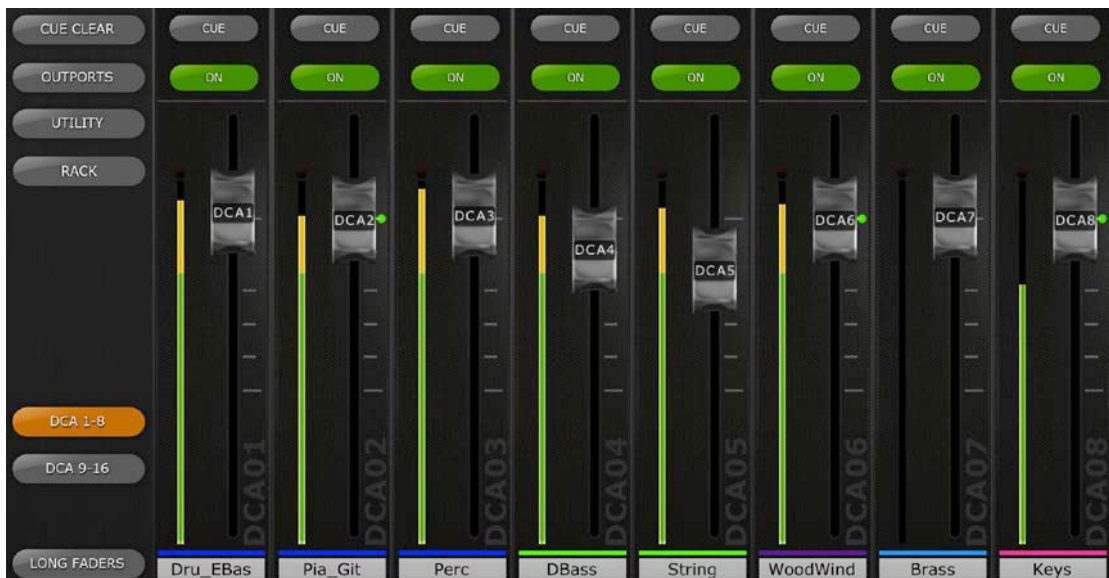 CUE CLEAR CUE CUE CUE CUE CUE CUE CUE CUE
OUTPORTS ON ON ON ON ON ON ON ON
UTILITY
RACK
DCA1 DCA2 DCA3 DCA4 DCA5 DCA6 DCA7 DCA8
DCA 1-8
DCA 9-16
DCA01 DCA02 DCA03 DCA04 DCA05 DCA06 DCA07 DCA08
LONG FADERS Dru_EBas Pia_Git Perc DBass String WoodWind Brass Keys